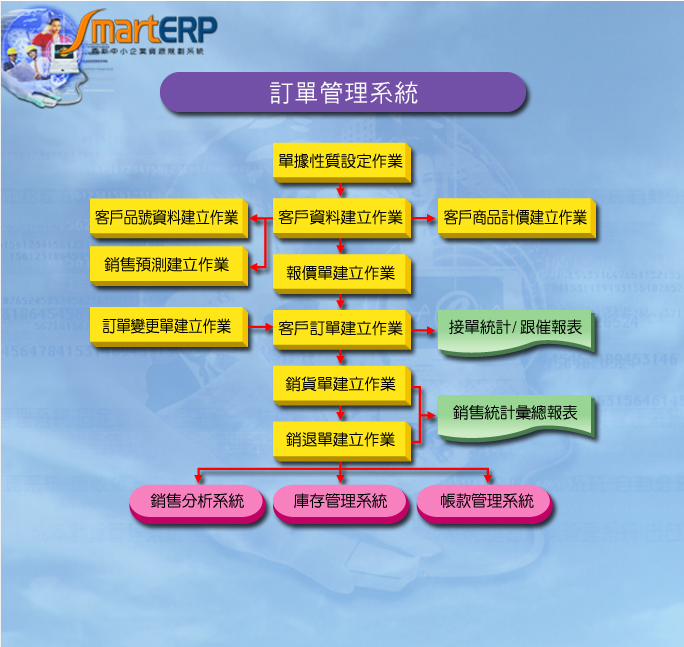 SmartERP
鼎新中小企業資源規劃系統
訂單管理系統
單據性質設定作業
客戶品號資料建立作業
客戶資料建立作業
客戶商品計價建立作業
銷售預測建立作業
報價單建立作業
訂單變更單建立作業
客戶訂單建立作業
接單統計/ 跟催報表
銷貨單建立作業
銷售統計彙總報表
銷退單建立作業
銷售分析系統
庫存管理系統
帳款管理系統